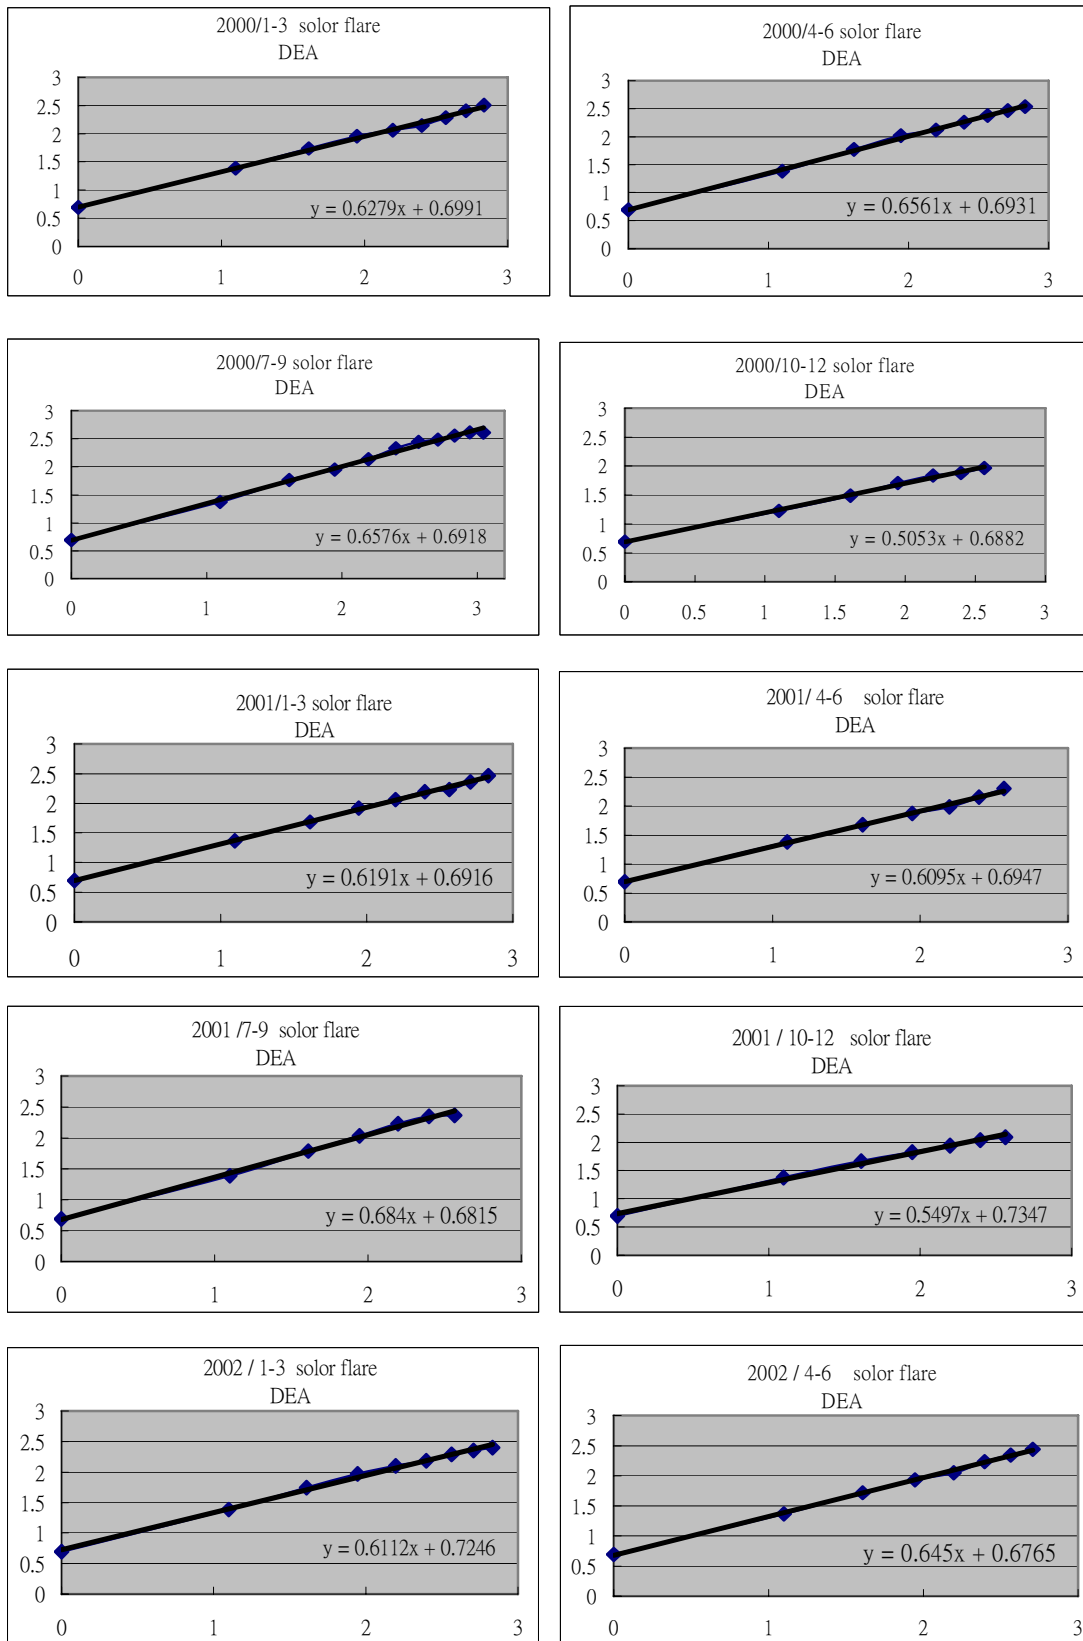 2000/1-3 solor flare
DEA
3
2.5
2
1.5
1
0.5
0
y = 0.6279x + 0.6991
0 1 2 3
2000/4-6 solor flare
DEA
3
2.5
2
1.5
1
0.5
0
y = 0.6561x + 0.6931
0 1 2 3
2000/7-9 solor flare
DEA
3
2.5
2
1.5
1
0.5
0
y = 0.6576x + 0.6918
0 1 2 3
2000/10-12 solor flare
DEA
3
2.5
2
1.5
1
0.5
0
y = 0.5053x + 0.6882
0 0.5 1 1.5 2 2.5 3
2001/1-3 solor flare
DEA
3
2.5
2
1.5
1
0.5
0
y = 0.6191x + 0.6916
0 1 2 3
2001/ 4-6 solor flare
DEA
3
2.5
2
1.5
1
0.5
0
y = 0.6095x + 0.6947
0 1 2 3
2001 /7-9 solor flare
DEA
3
2.5
2
1.5
1
0.5
0
y = 0.684x + 0.6815
0 1 2 3
2001 / 10-12 solor flare
DEA
3
2.5
2
1.5
1
0.5
0
y = 0.5497x + 0.7347
0 1 2 3
2002 / 1-3 solor flare
DEA
3
2.5
2
1.5
1
0.5
0
y = 0.6112x + 0.7246
0 1 2 3
2002 / 4-6 solor flare
DEA
3
2.5
2
1.5
1
0.5
0
y = 0.645x + 0.6765
0 1 2 3